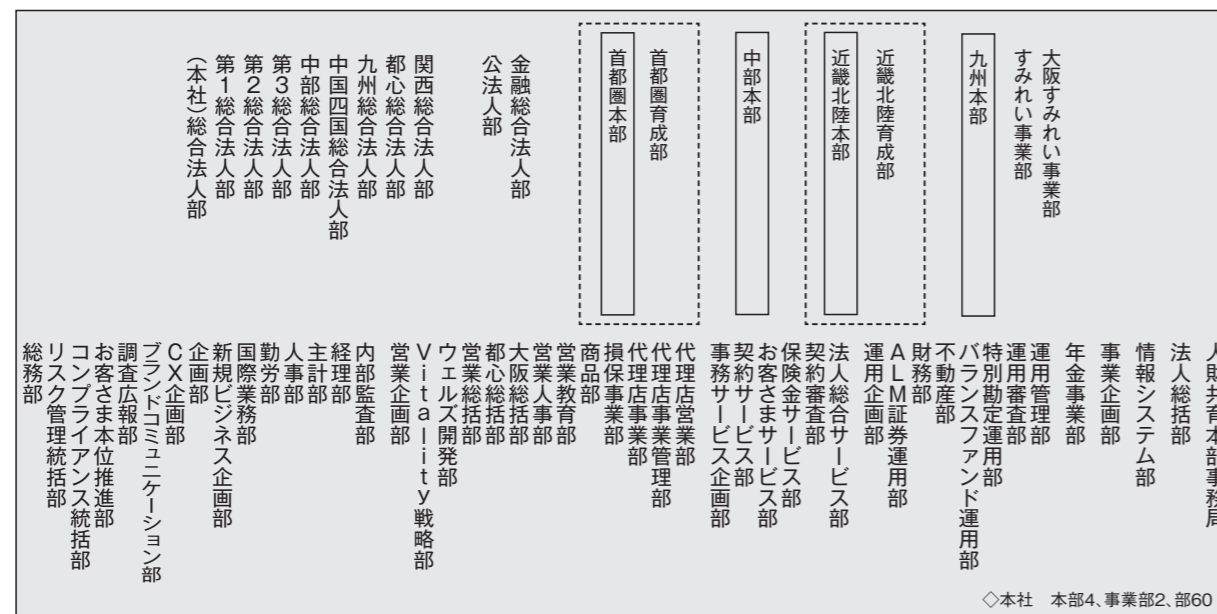 大阪すみれい事業部
すみれい事業部
九州本部
近畿北陸育成部
近畿北陸本部
中部本部
首都圏育成部
首都圏本部
金融総合法人部
公法人部
関西総合法人部
都心総合法人部
九州総合法人部
中国四国総合法人部
中部総合法人部
第3総合法人部
第2総合法人部
第1総合法人部
(本社)総合法人部
人財共育本部事務局
法人総括部
情報システム部
事業企画部
年金事業部
運用管理部
運用審査部
特別勘定運用部
バランスファンド運用部
不動産部
財務部
ALM証券運用部
運用企画部
法人総合サービス部
契約審査部
保険金サービス部
お客さまサービス部
契約サービス部
事務サービス企画部
代理店営業部
代理店事業管理部
代理店事業部
損保事業部
商品部
営業教育部
営業人事部
大阪総括部
都心総括部
営業総括部
ウェルズ開発部
Vitality戦略部
営業企画部
内部監査部
経理部
主計部
人事部
勤労部
国際業務部
新規ビジネス企画部
企画部
CX企画部
ブランドコミュニケーション部
調査広報部
お客さま本位推進部
コンプライアンス統括部
リスク管理統括部
総務部
◇本社　本部4、事業部2、部60